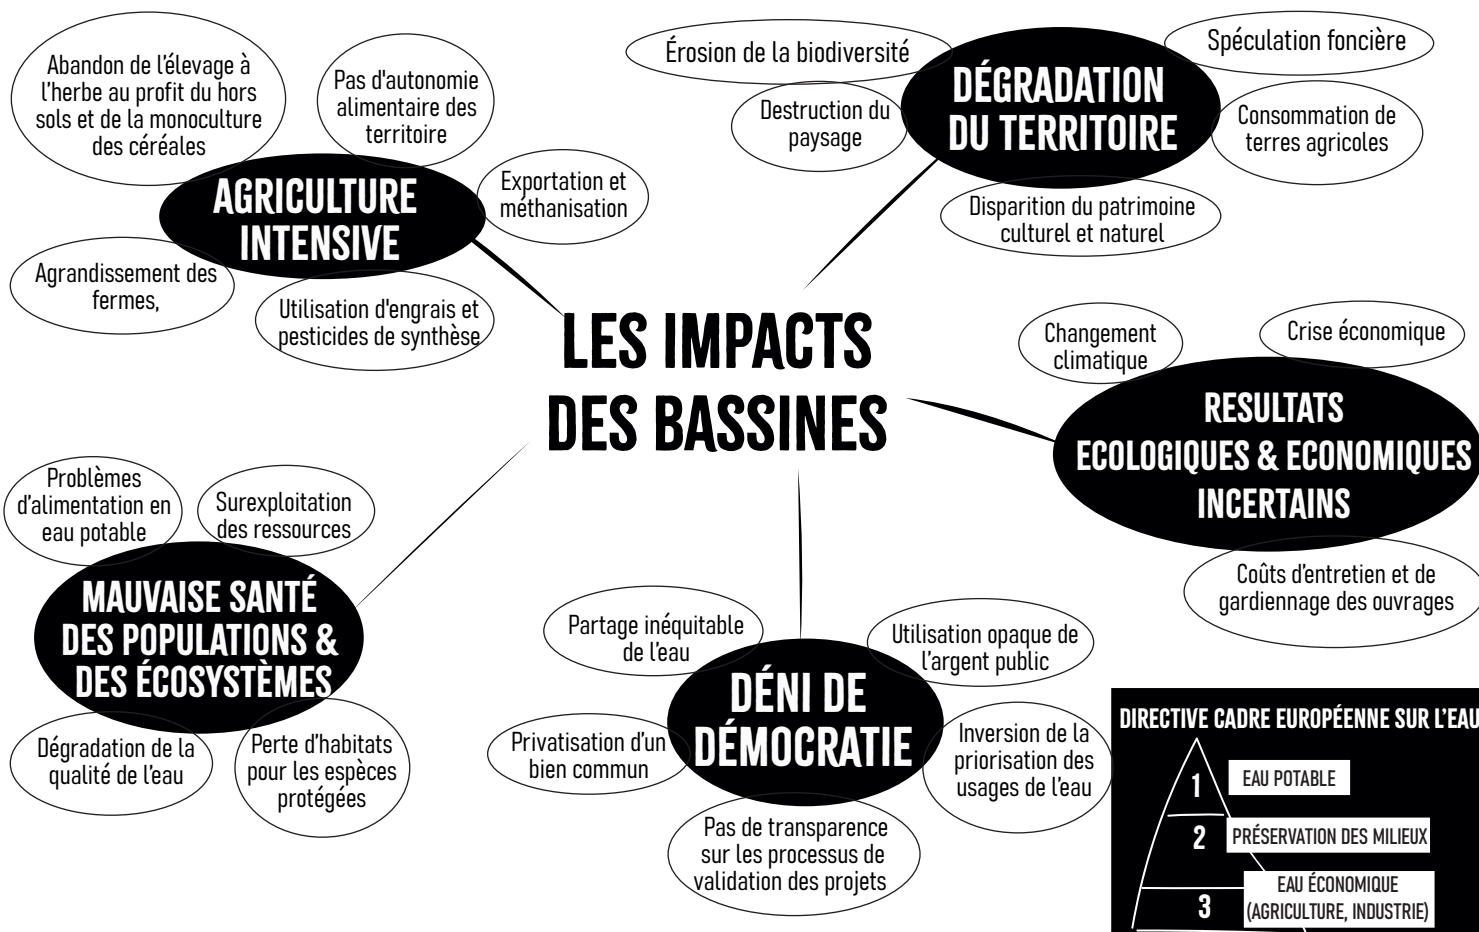 LES IMPACTS
DES BASSINES
Abandon de l'élevage à
l'herbe au profit du hors
sols et de la monoculture
des céréales
Pas d'autonomie
alimentaire des
territoire
AGRICULTURE
INTENSIVE
Exportation et
méthanisation
Agrandissement des
fermes,
Utilisation d'engrais et
pesticides de synthèse
Érosion de la biodiversité
Spéculation foncière
DÉGRADATION
DU TERRITOIRE
Destruction du
paysage
Consommation de
terres agricoles
Disparition du patrimoine
culturel et naturel
Changement
climatique
Crise économique
RESULTATS
ECOLOGIQUES & ECONOMIQUES
INCERTAINS
Coûts d'entretien et de
gardiennage des ouvrages
Problèmes
d'alimentation en
eau potable
Surexploitation
des ressources
MAUVAISE SANTÉ
DES POPULATIONS &
DES ÉCOSYSTÈMES
Dégradation de la
qualité de l'eau
Perte d'habitats
pour les espèces
protégées
Partage inéquitable
de l'eau
Utilisation opaque de
l'argent public
DÉNI DE
DÉMOCRATIE
Privatisation d'un
bien commun
Inversion de la
priorisation des
usages de l'eau
Pas de transparence
sur les processus de
validation des projets
DIRECTIVE CADRE EUROPÉENNE SUR L'EAU
1 EAU POTABLE
2 PRÉSERVATION DES MILIEUX
3 EAU ÉCONOMIQUE
(AGRICULTURE, INDUSTRIE)